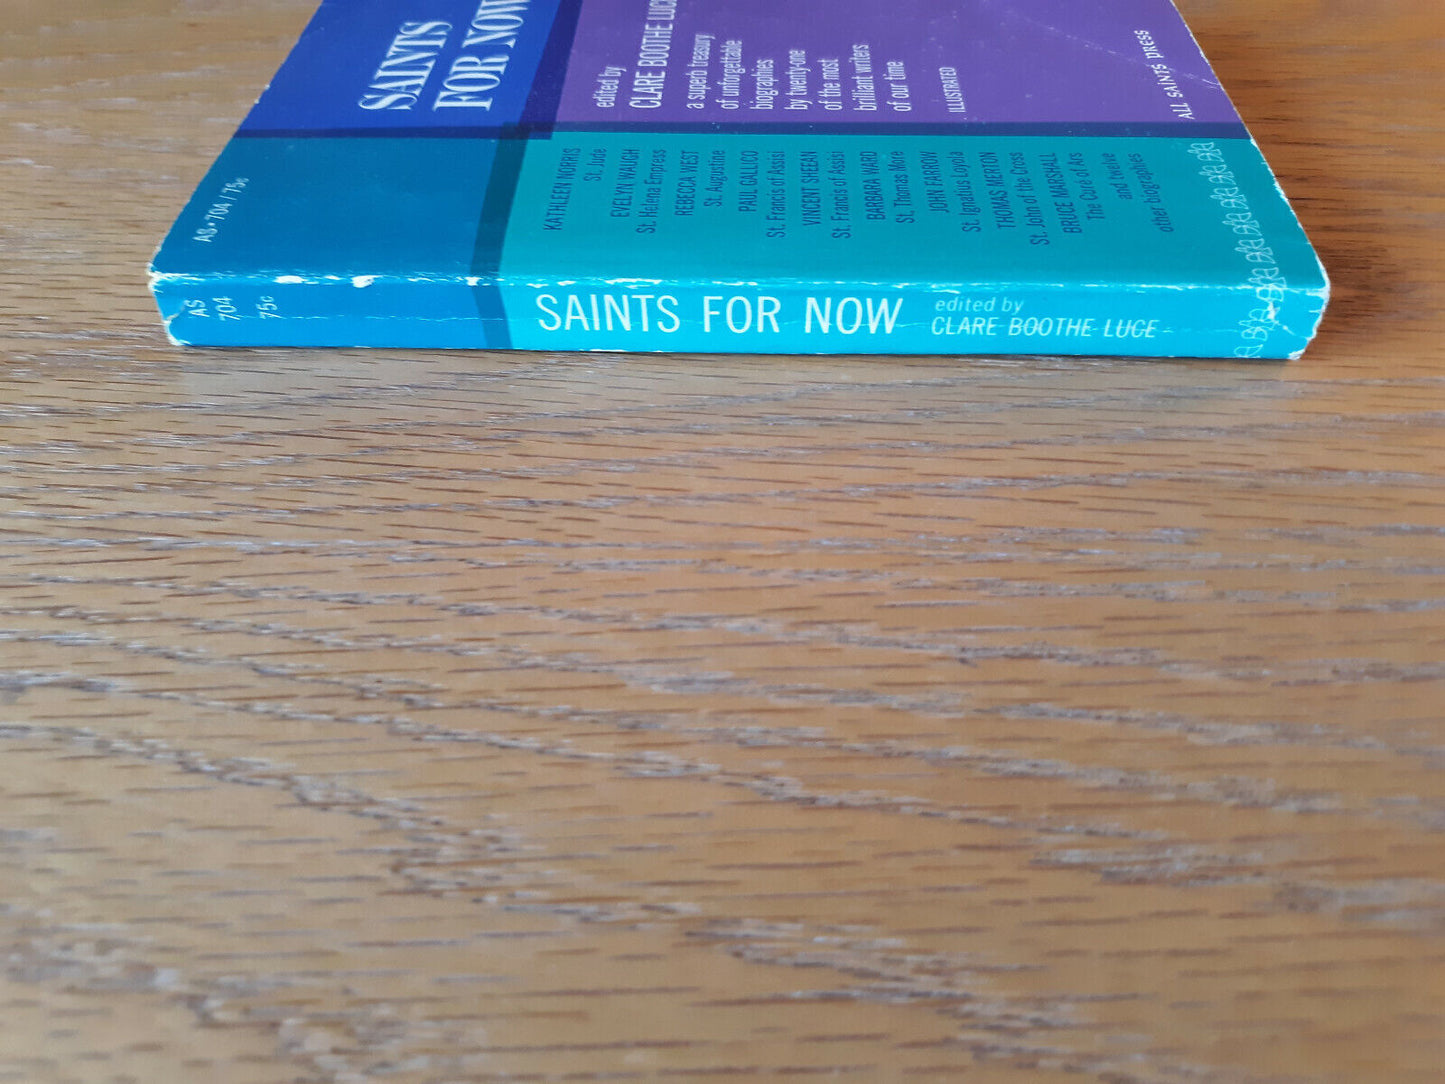 AS-704/75c
SAINTS
FOR NOW
edited by
CLARE BOOTHE LUCE
a superb treasury
of unforgettable
biographies
by twenty-one
of the most
brilliant writers
of our time
ILLUSTRATED
ALL SAINTS PRESS
KATHLEEN NORRIS
St. Jude
EVELYN WAUGH
St. Helena Empress
REBECCA WEST
St. Augustine
PAUL GALLICO
St. Francis of Assisi
VINCENT SHEEAN
St. Francis of Assisi
BARBARA WARD
St. Thomas More
JOHN FARROW
St. Ignatius Loyola
THOMAS MERTON
St. John of the Cross
BRUCE MARSHALL
The Cure of Ars
and twelve
other biographies
AS
704
75c
SAINTS FOR NOW
edited by
CLARE BOOTHE LUCE